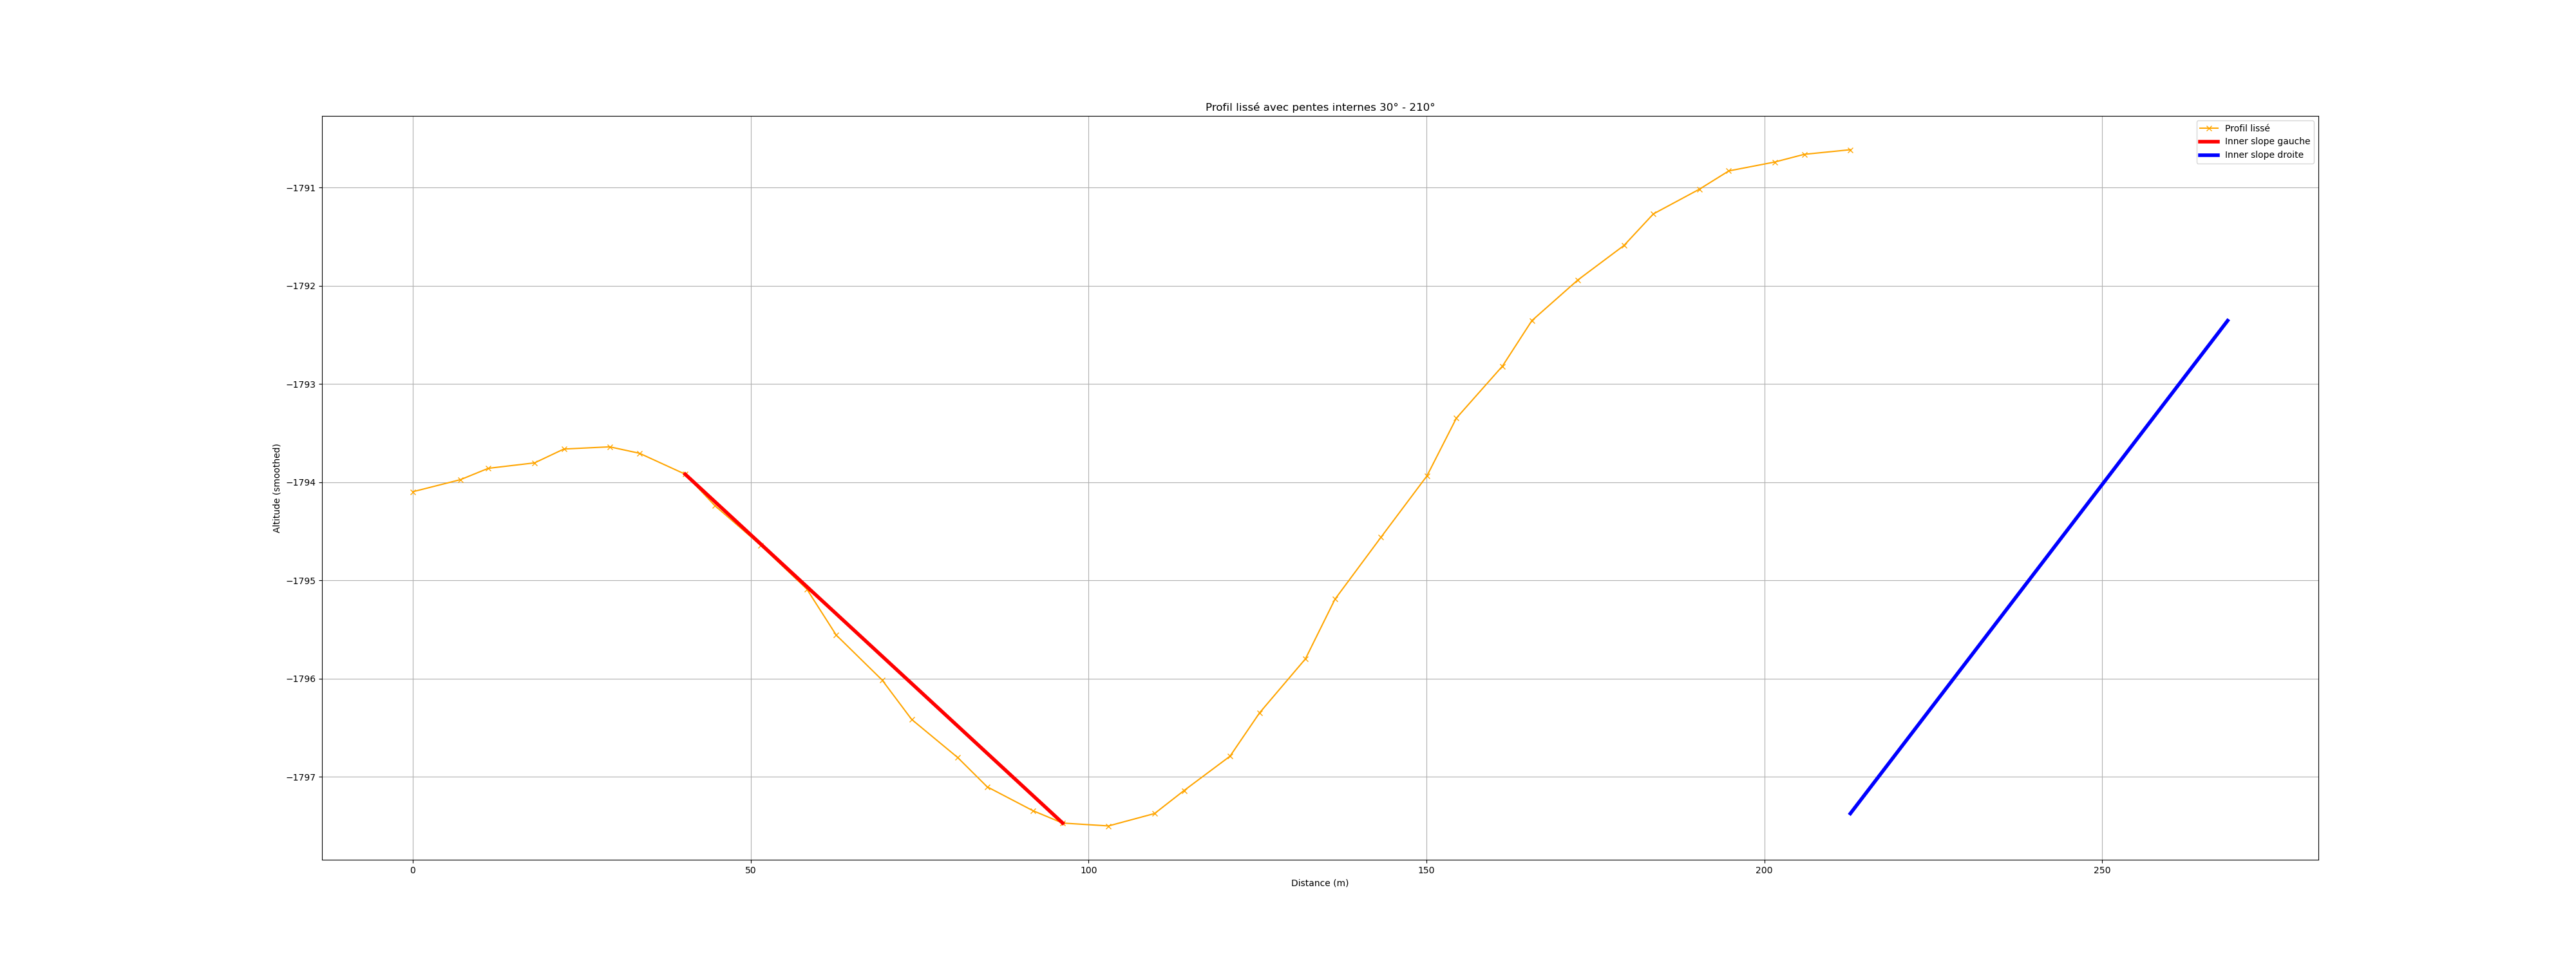 Profil lissé avec pentes internes 30° - 210°
Profil lissé
Inner slope gauche
Inner slope droite
−1791
−1792
−1793
−1794
−1795
−1796
−1797
Altitude (smoothed)
0
50
100
150
200
250
Distance (m)